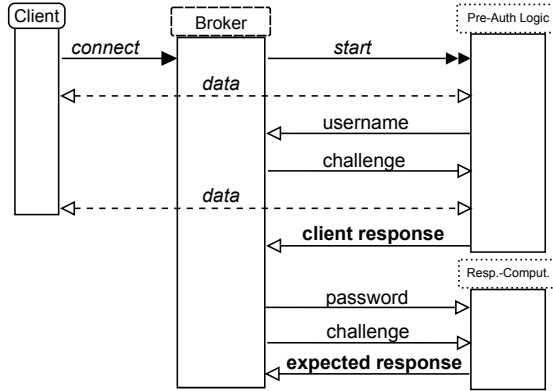 Client
Broker
Pre-Auth Logic
connect
start
data
username
challenge
data
client response
Resp.-Comput.
password
challenge
expected response